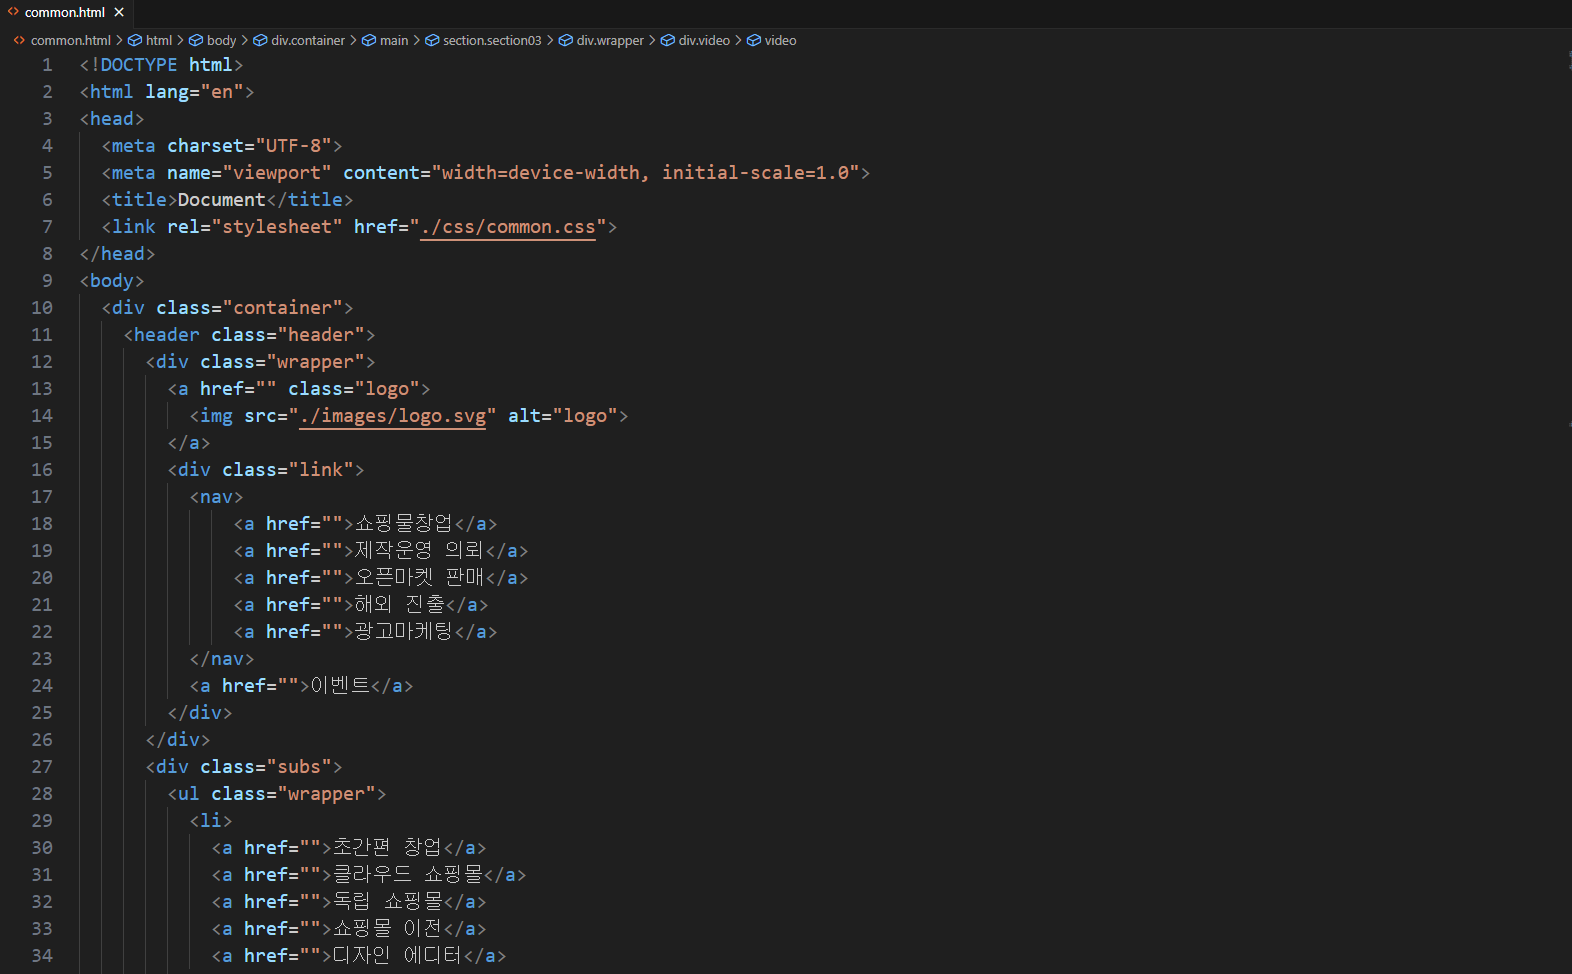 common.html
common.html > html > body > div.container > main > section.section03 > div.wrapper > div.video > video
1 <!DOCTYPE html>
2 <html lang="en">
3 <head>
4 <meta charset="UTF-8">
5 <meta name="viewport" content="width=device-width, initial-scale=1.0">
6 <title>Document</title>
7 <link rel="stylesheet" href="./css/common.css">
8 </head>
9 <body>
10 <div class="container">
11 <header class="header">
12 <div class="wrapper">
13 <a href="" class="logo">
14 <img src="./images/logo.svg" alt="logo">
15 </a>
16 <div class="link">
17 <nav>
18 <a href="">쇼핑물창업</a>
19 <a href="">제작운영 의뢰</a>
20 <a href="">오픈마켓 판매</a>
21 <a href="">해외 진출</a>
22 <a href="">광고마케팅</a>
23 </nav>
24 <a href="">이벤트</a>
25 </div>
26 </div>
27 <div class="subs">
28 <ul class="wrapper">
29 <li>
30 <a href="">초간편 창업</a>
31 <a href="">클라우드 쇼핑몰</a>
32 <a href="">독립 쇼핑몰</a>
33 <a href="">쇼핑몰 이전</a>
34 <a href="">디자인 에디터</a>